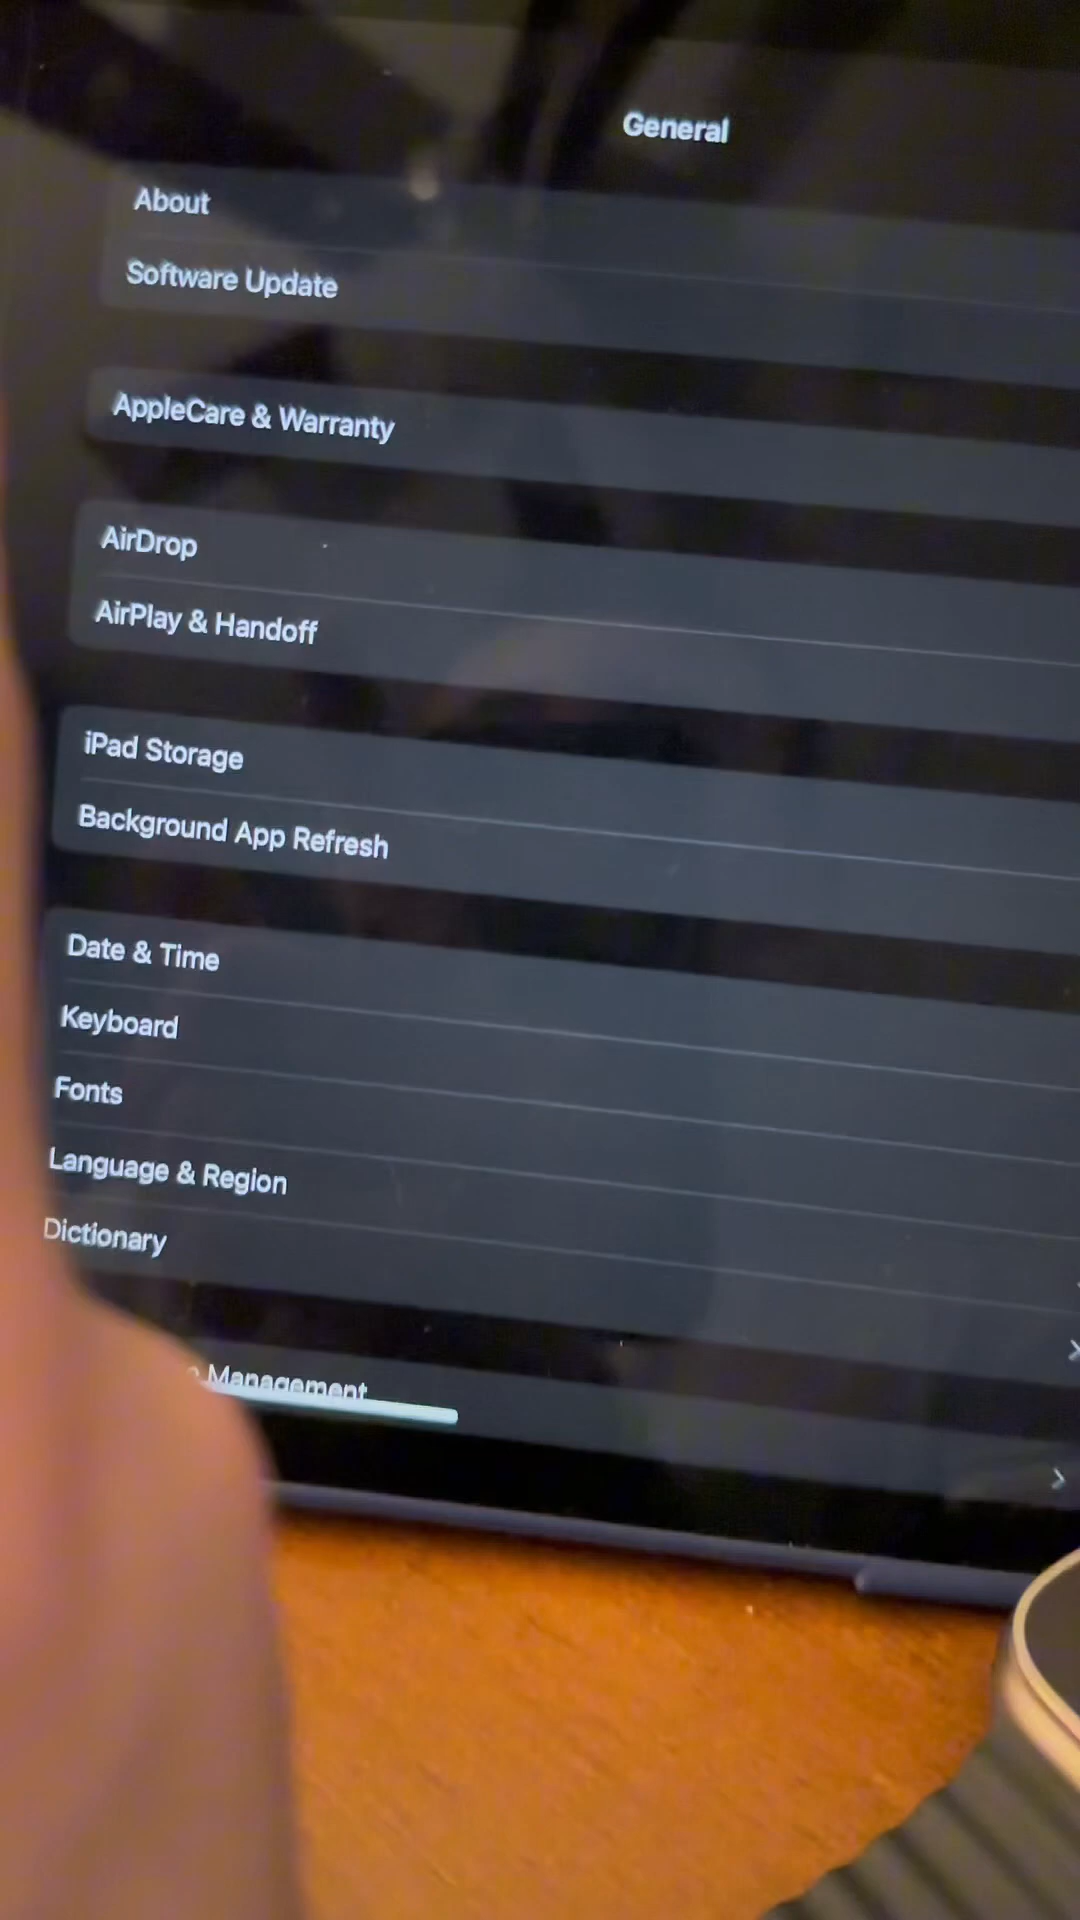 General
About
Software Update
AppleCare & Warranty
AirDrop
AirPlay & Handoff
iPad Storage
Background App Refresh
Date & Time
Keyboard
Fonts
Language & Region
Dictionary
Management